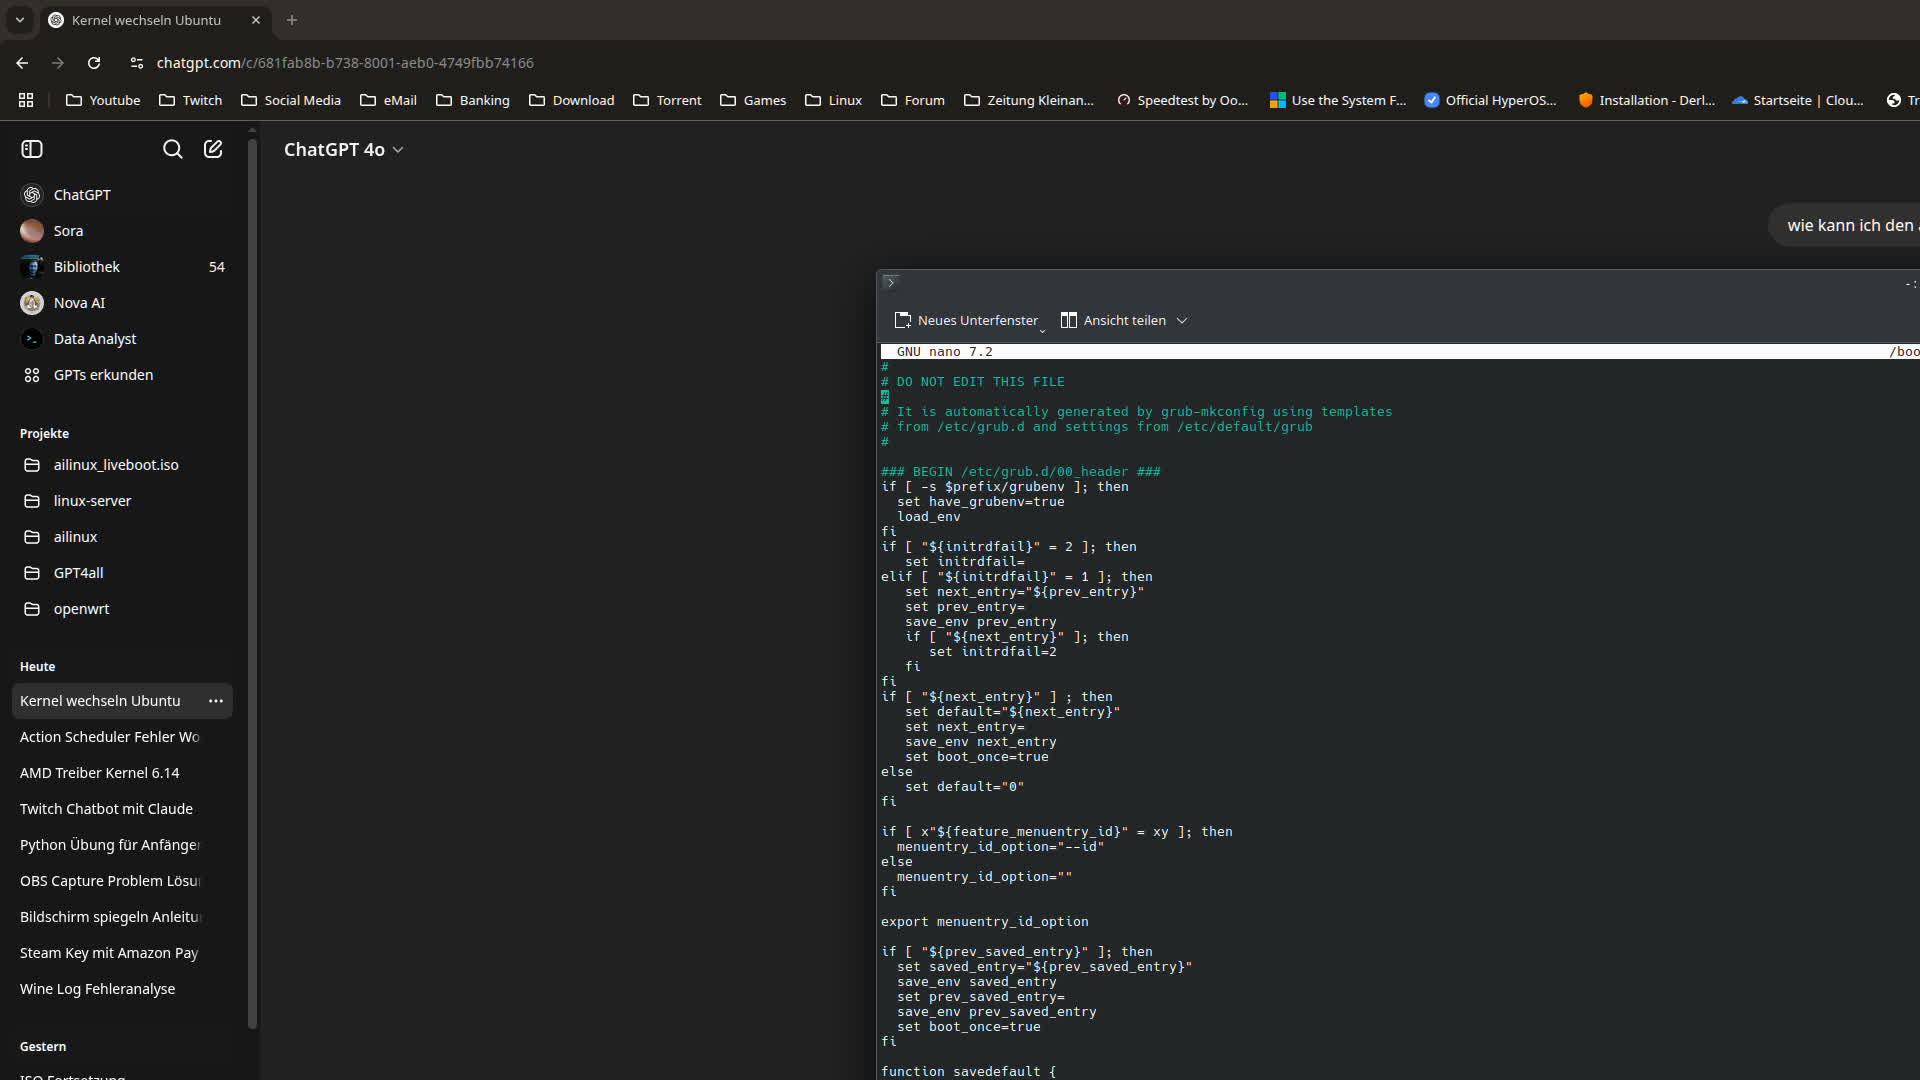 Kernel wechseln Ubuntu
chatgpt.com/c/681fab8b-b738-8001-aeb0-4749fbb74166
Youtube Twitch Social Media eMail Banking Download Torrent Games Linux Forum Zeitung Kleinan... Speedtest by Oo... Use the System F... Official HyperOS... Installation - Derl... Startseite | Clou... Tr
ChatGPT 4o
ChatGPT
Sora
Bibliothek 54
Nova AI
Data Analyst
GPTs erkunden
Projekte
ailinux_liveboot.iso
linux-server
ailinux
GPT4all
openwrt
Heute
Kernel wechseln Ubuntu
Action Scheduler Fehler Wo
AMD Treiber Kernel 6.14
Twitch Chatbot mit Claude
Python Übung für Anfänger
OBS Capture Problem Lösu
Bildschirm spiegeln Anleitu
Steam Key mit Amazon Pay
Wine Log Fehleranalyse
Gestern
ISO Fortsetzung
wie kann ich den
-:
Neues Unterfenster Ansicht teilen
GNU nano 7.2 /boo
#
# DO NOT EDIT THIS FILE
#
# It is automatically generated by grub-mkconfig using templates
# from /etc/grub.d and settings from /etc/default/grub
#
### BEGIN /etc/grub.d/00_header ###
if [ -s $prefix/grubenv ]; then
set have_grubenv=true
load_env
fi
if [ "${initrdfail}" = 2 ]; then
set initrdfail=
elif [ "${initrdfail}" = 1 ]; then
set next_entry="${prev_entry}"
set prev_entry=
save_env prev_entry
if [ "${next_entry}" ]; then
set initrdfail=2
fi
fi
if [ "${next_entry}" ] ; then
set default="${next_entry}"
set next_entry=
save_env next_entry
set boot_once=true
else
set default="0"
fi
if [ x"${feature_menuentry_id}" = xy ]; then
menuentry_id_option="--id"
else
menuentry_id_option=""
fi
export menuentry_id_option
if [ "${prev_saved_entry}" ]; then
set saved_entry="${prev_saved_entry}"
save_env saved_entry
set prev_saved_entry=
save_env prev_saved_entry
set boot_once=true
fi
function savedefault {